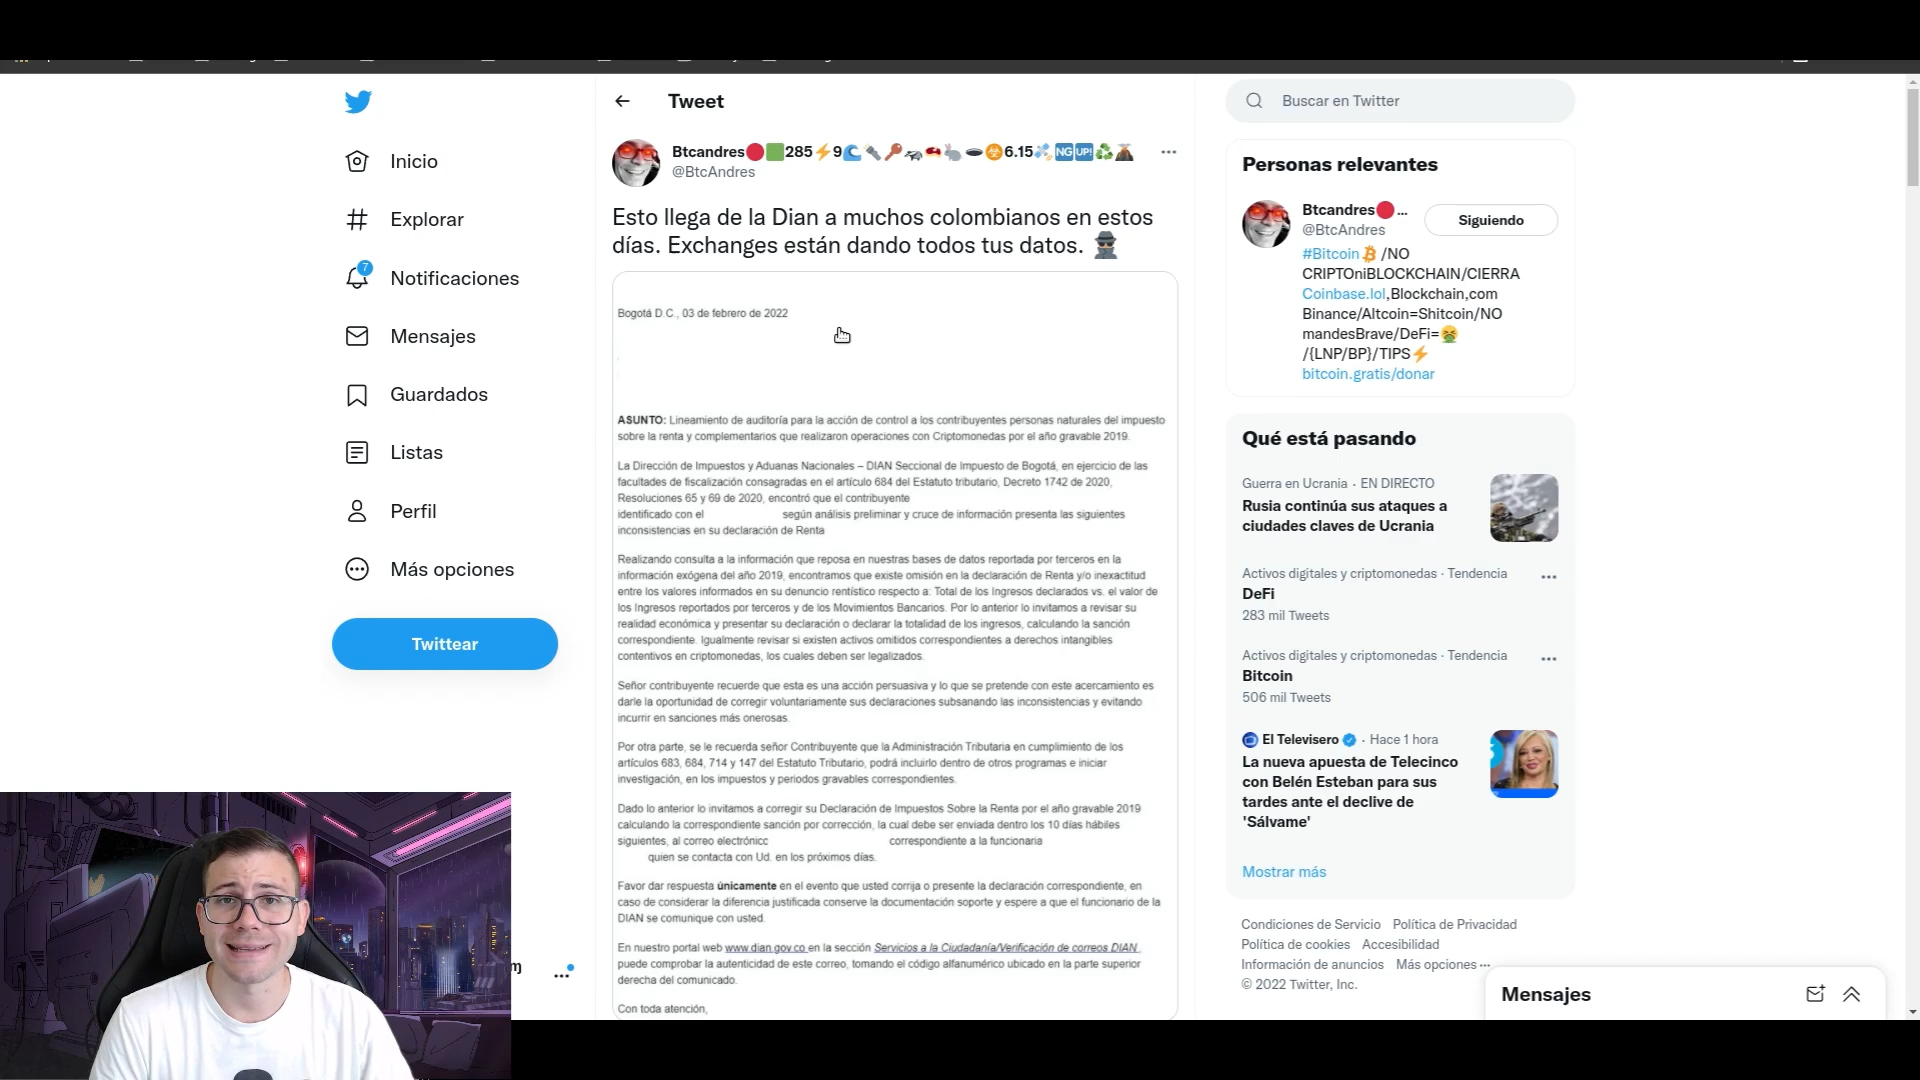 Inicio
Explorar
7
Notificaciones
Mensajes
Guardados
Listas
Perfil
Más opciones
Twittear
Tweet
Btcandres 285 9 6.15 NG UP!
@BtcAndres
Esto llega de la Dian a muchos colombianos en estos
días. Exchanges están dando todos tus datos.
Bogotá D.C., 03 de febrero de 2022
ASUNTO: Lineamiento de auditoría para la acción de control a los contribuyentes personas naturales del impuesto
sobre la renta y complementarios que realizaron operaciones con Criptomonedas por el año gravable 2019.
La Dirección de Impuestos y Aduanas Nacionales – DIAN Seccional de Impuesto de Bogotá, en ejercicio de las
facultades de fiscalización consagradas en el artículo 684 del Estatuto tributario, Decreto 1742 de 2020,
Resoluciones 65 y 69 de 2020, encontró que el contribuyente
identificado con el según análisis preliminar y cruce de información presenta las siguientes
inconsistencias en su declaración de Renta
Realizando consulta a la información que reposa en nuestras bases de datos reportada por terceros en la
información exógena del año 2019, encontramos que existe omisión en la declaración de Renta y/o inexactitud
entre los valores informados en su denuncio rentístico respecto a: Total de los Ingresos declarados vs. el valor de
los Ingresos reportados por terceros y de los Movimientos Bancarios. Por lo anterior lo invitamos a revisar su
realidad económica y presentar su declaración o declarar la totalidad de los ingresos, calculando la sanción
correspondiente. Igualmente revisar si existen activos omitidos correspondientes a derechos intangibles
contentivos en criptomonedas, los cuales deben ser legalizados.
Señor contribuyente recuerde que esta es una acción persuasiva y lo que se pretende con este acercamiento es
darle la oportunidad de corregir voluntariamente sus declaraciones subsanando las inconsistencias y evitando
incurrir en sanciones más onerosas.
Por otra parte, se le recuerda señor Contribuyente que la Administración Tributaria en cumplimiento de los
artículos 683, 684, 714 y 147 del Estatuto Tributario, podrá incluirlo dentro de otros programas e iniciar
investigación, en los impuestos y periodos gravables correspondientes.
Dado lo anterior lo invitamos a corregir su Declaración de Impuestos Sobre la Renta por el año gravable 2019
calculando la correspondiente sanción por corrección, la cual debe ser enviada dentro los 10 días hábiles
siguientes, al correo electrónicc correspondiente a la funcionaria
quien se contacta con Ud. en los próximos días.
Favor dar respuesta únicamente en el evento que usted corrija o presente la declaración correspondiente, en
caso de considerar la diferencia justificada conserve la documentación soporte y espere a que el funcionario de la
DIAN se comunique con usted.
En nuestro portal web www.dian.gov.co en la sección Servicios a la Ciudadanía/Verificación de correos DIAN,
puede comprobar la autenticidad de este correo, tomando el código alfanumérico ubicado en la parte superior
derecha del comunicado.
Con toda atención,
Buscar en Twitter
Personas relevantes
Btcandres ...
@BtcAndres
Siguiendo
#Bitcoin /NO
CRIPTOniBLOCKCHAIN/CIERRA
Coinbase.lol,Blockchain,com
Binance/Altcoin=Shitcoin/NO
mandesBrave/DeFi=
/{LNP/BP}/TIPS
bitcoin.gratis/donar
Qué está pasando
Guerra en Ucrania · EN DIRECTO
Rusia continúa sus ataques a
ciudades claves de Ucrania
Activos digitales y criptomonedas · Tendencia
DeFi
283 mil Tweets
Activos digitales y criptomonedas · Tendencia
Bitcoin
506 mil Tweets
El Televisero · Hace 1 hora
La nueva apuesta de Telecinco
con Belén Esteban para sus
tardes ante el declive de
'Sálvame'
Mostrar más
Condiciones de Servicio Política de Privacidad
Política de cookies Accesibilidad
Información de anuncios Más opciones ...
© 2022 Twitter, Inc.
Mensajes